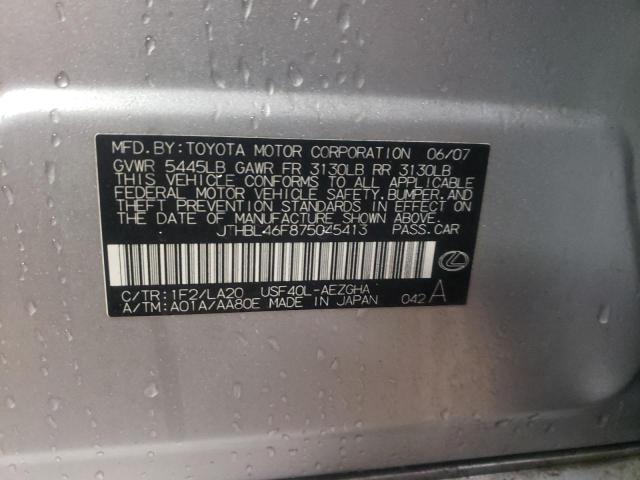 MFD.BY:TOYOTA MOTOR CORPORATION 06/07
GVWR 5445LB GAWR FR 3130LB RR 3130LB
THIS VEHICLE CONFORMS TO ALL APPLICABLE
FEDERAL MOTOR VEHICLE SAFETY,BUMPER,AND
THEFT PREVENTION STANDARDS IN EFFECT ON
THE DATE OF MANUFACTURE SHOWN ABOVE.
JTHBL46F875045413 PASS.CAR
C/TR:1F2/LA20 USF40L-AEZGHA
A/TM:A01A/AA80E MADE IN JAPAN 042 A